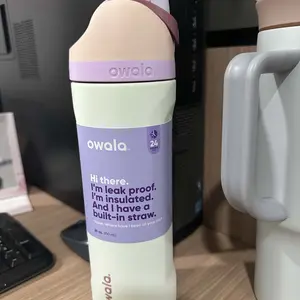 owala
owala
24
Hi there.
I'm leak proof.
I'm insulated.
And I have a
built-in straw.
owala